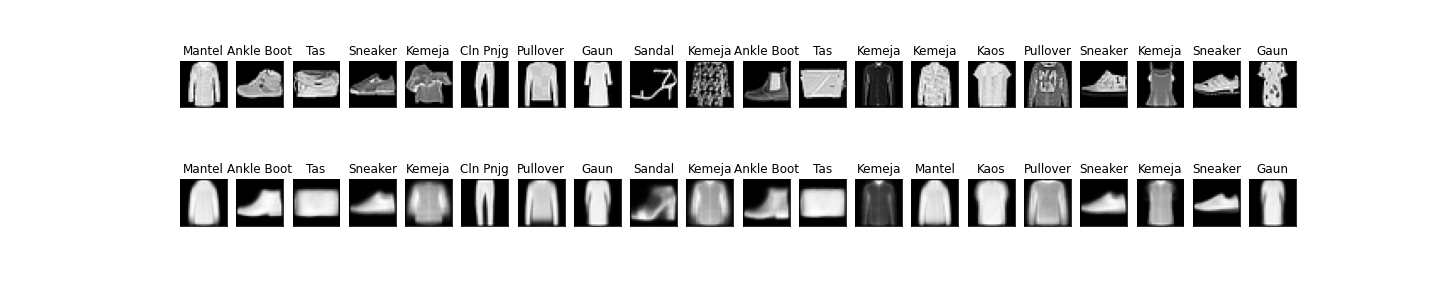 Mantel Ankle Boot Tas Sneaker Kemeja Cln Pnjg Pullover Gaun Sandal Kemeja Ankle Boot Tas Kemeja Kemeja Kaos Pullover Sneaker Kemeja Sneaker Gaun
Mantel Ankle Boot Tas Sneaker Kemeja Cln Pnjg Pullover Gaun Sandal Kemeja Ankle Boot Tas Kemeja Mantel Kaos Pullover Sneaker Kemeja Sneaker Gaun